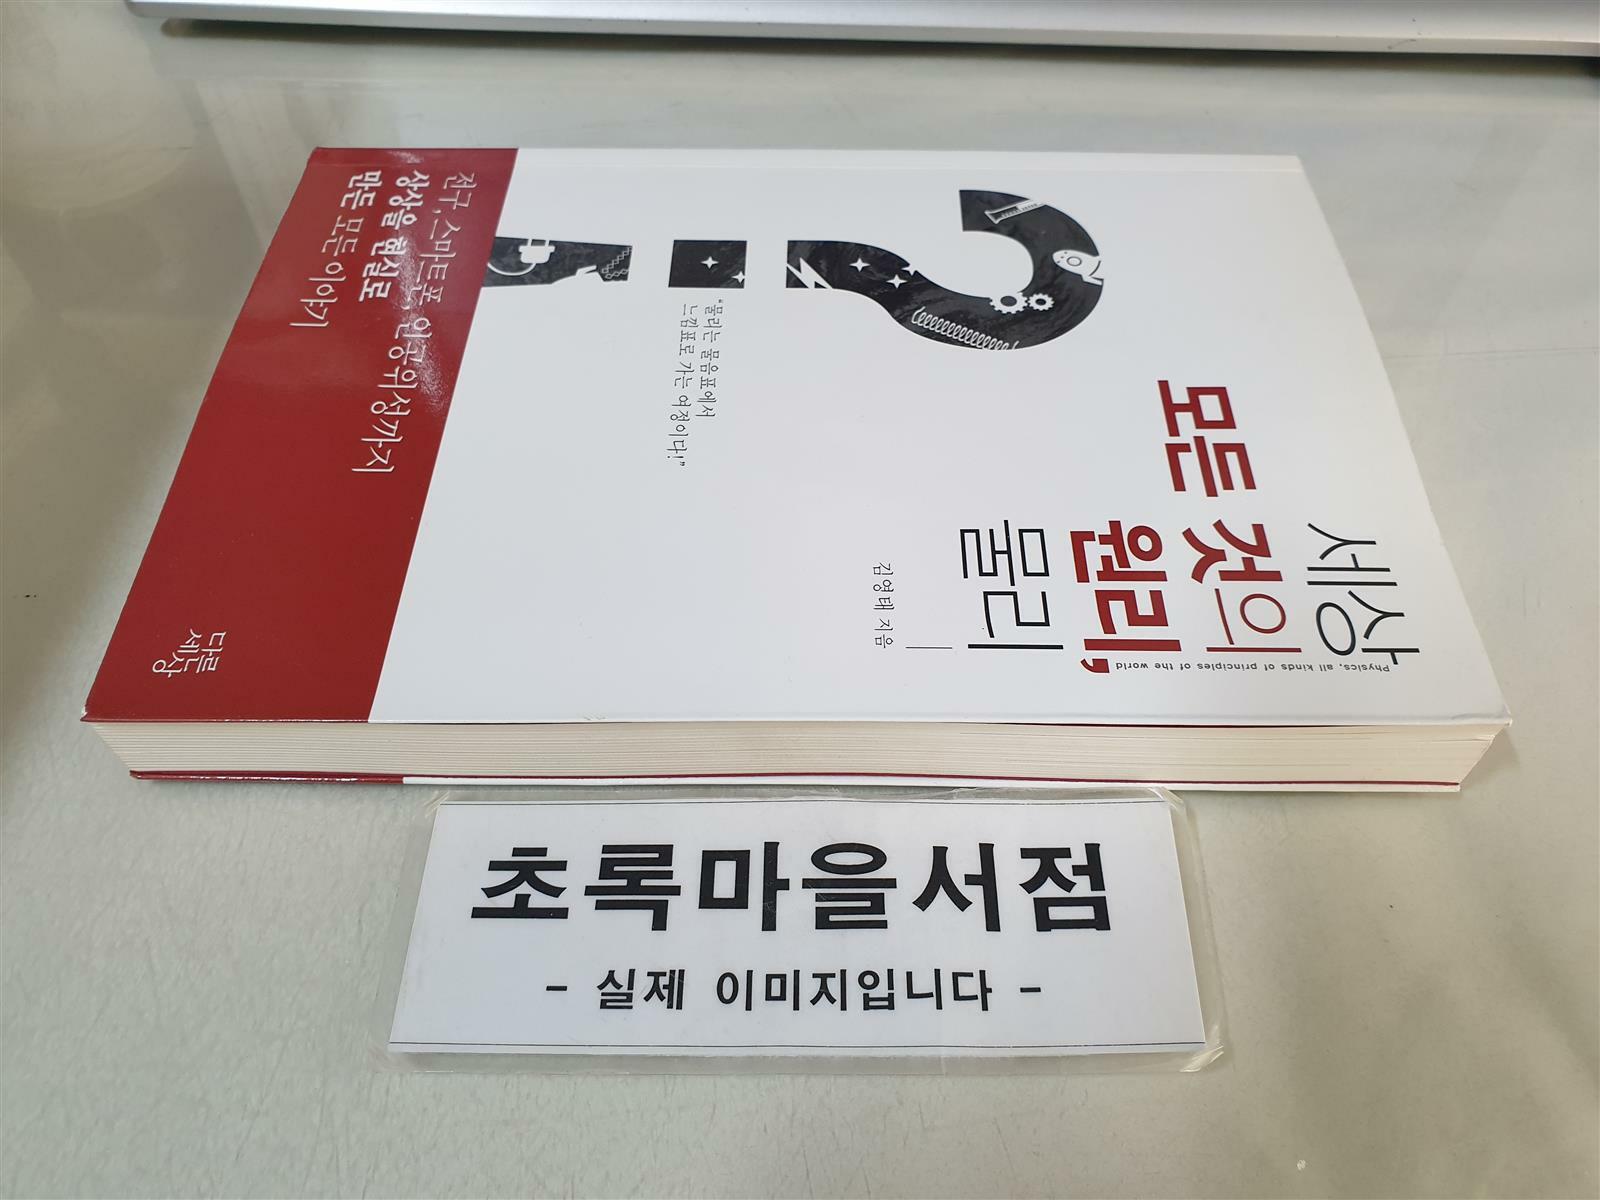 세상
모든 것의
원리,
물리
Physics, all kinds of principles of the world
김영태 지음
"물리는 물음표에서
느낌표로 가는 여정이다!"
전구, 스마트폰, 인공위성까지
상상을 현실로
만든 모든 이야기
다른
세상
초록마을서점
- 실제 이미지입니다 -